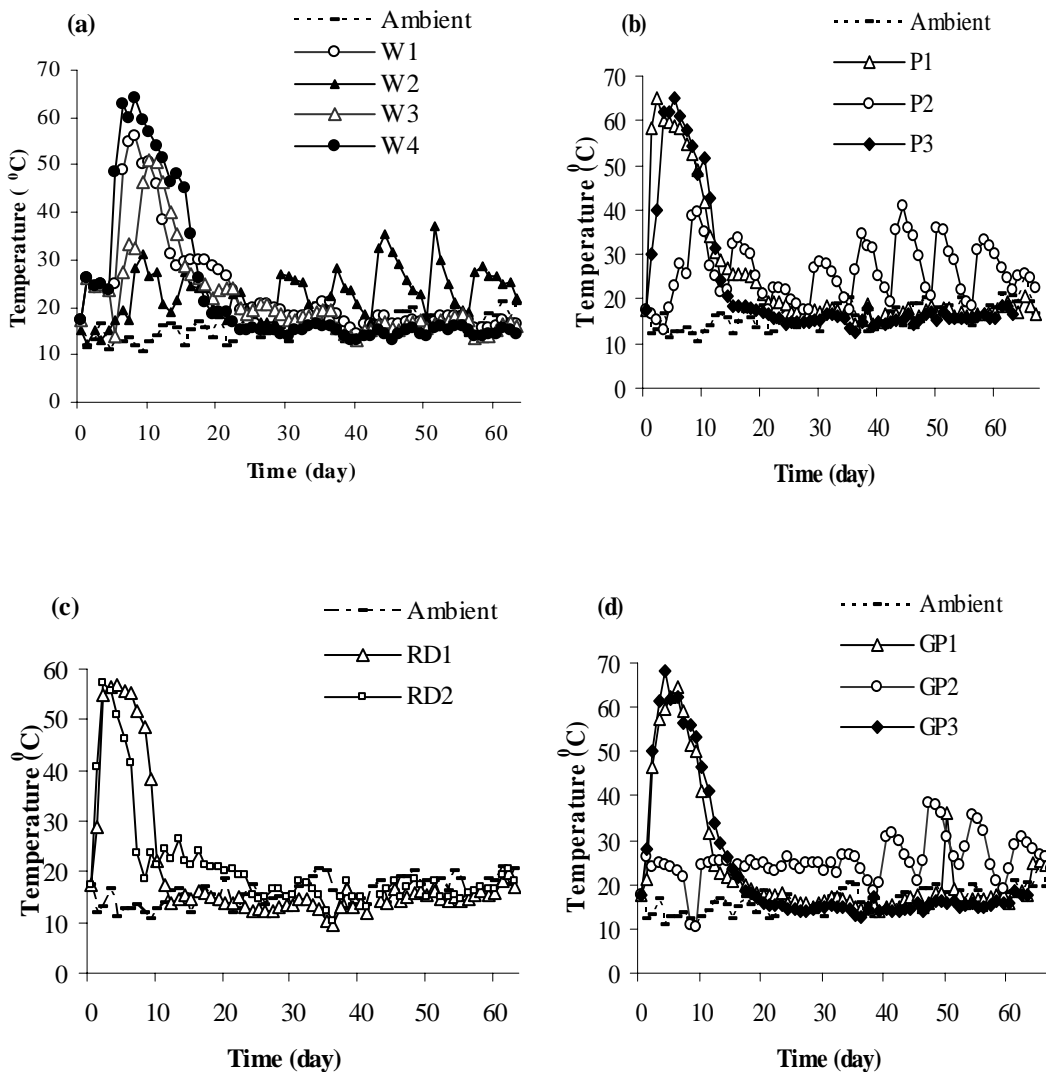 (a)
Ambient
W1
W2
W3
W4
70
60
50
40
30
20
10
0
Temperature ( ⁰C)
0 10 20 30 40 50 60
Time (day)
(b)
Ambient
P1
P2
P3
70
60
50
40
30
20
10
0
Temperature (⁰C)
0 10 20 30 40 50 60
Time (day)
(c)
Ambient
RD1
RD2
60
50
40
30
20
10
0
Temperature (⁰C)
0 10 20 30 40 50 60
Time (day)
(d)
Ambient
GP1
GP2
GP3
70
60
50
40
30
20
10
0
Temperature (⁰C)
0 10 20 30 40 50 60
Time (day)